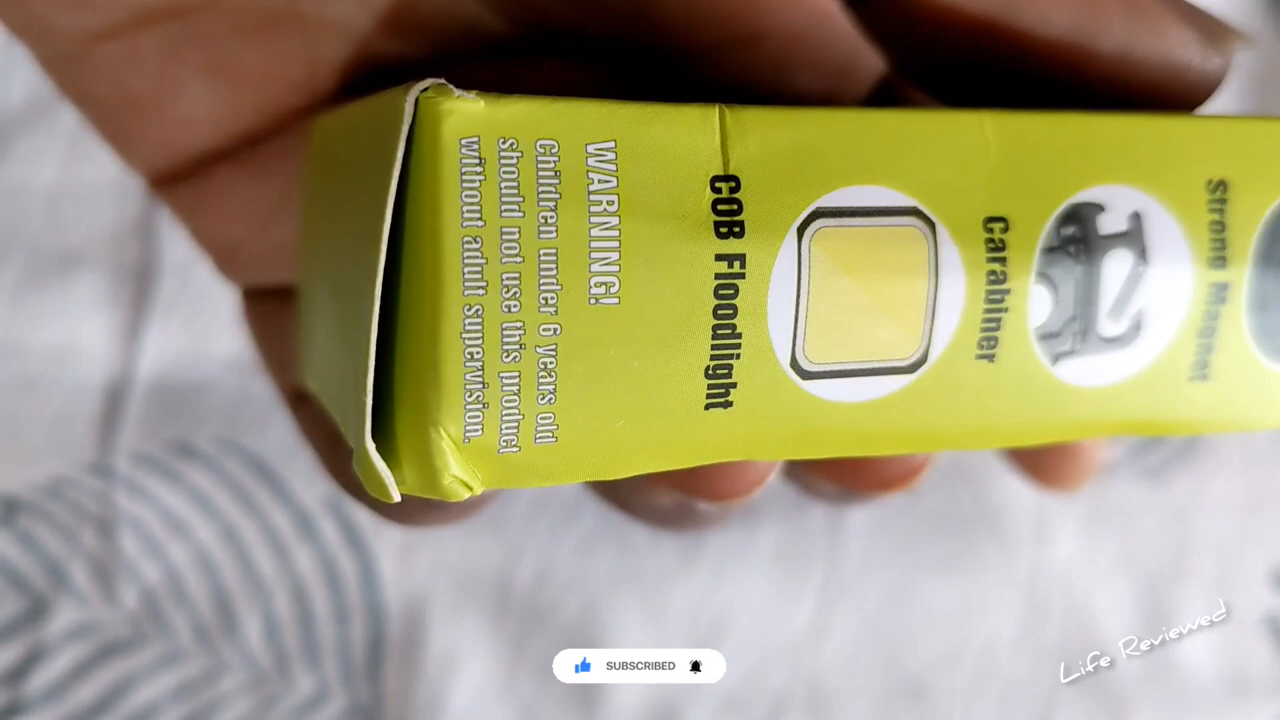 Strong Magnet
Carabiner
COB Floodlight
WARNING!
Children under 6 years old
should not use this product
without adult supervision.
SUBSCRIBED
Life Reviewed